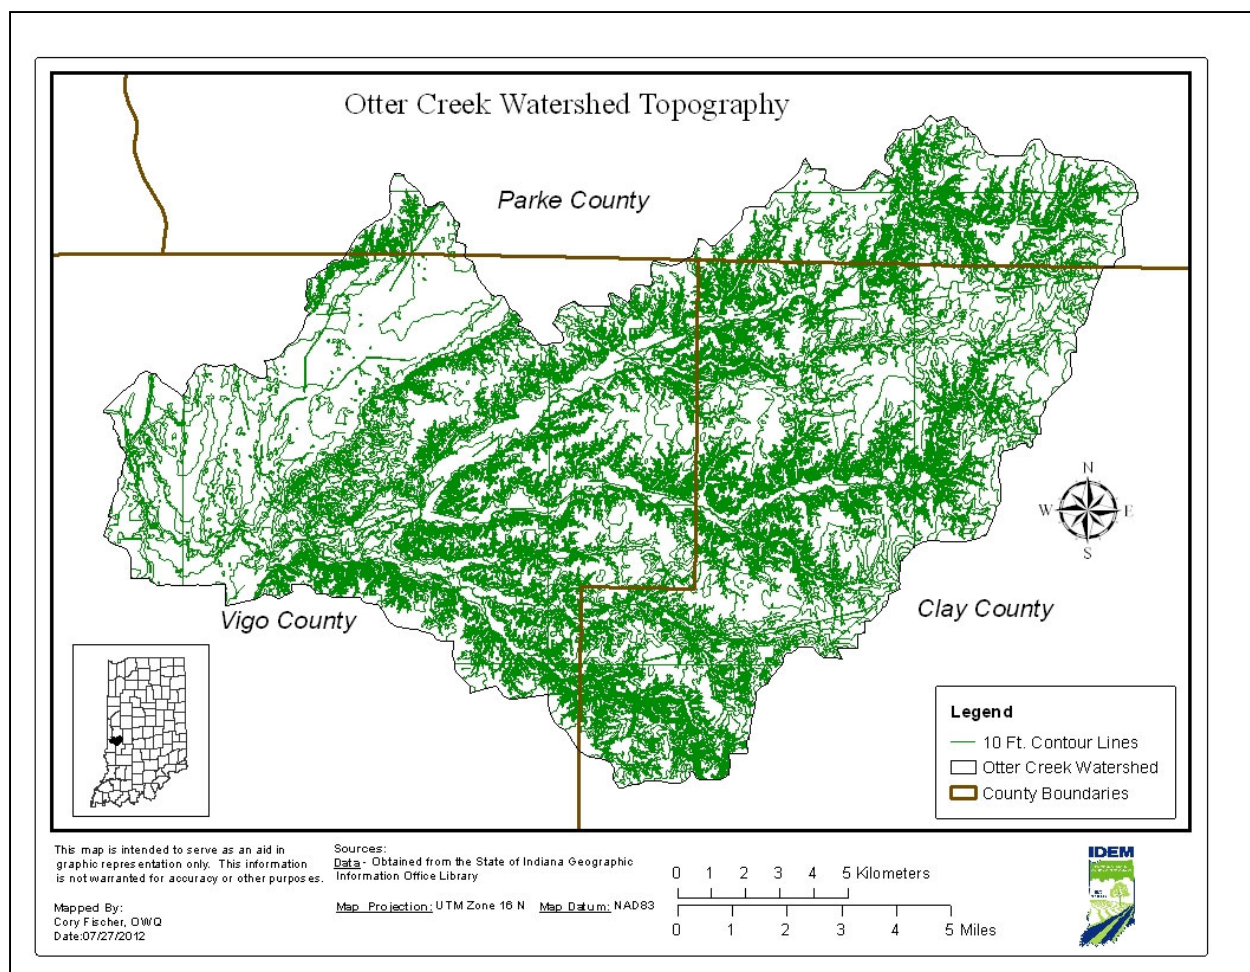 Otter Creek Watershed Topography
Parke County
N
W
E
S
Vigo County
Clay County
Legend
10 Ft. Contour Lines
Otter Creek Watershed
County Boundaries
This map is intended to serve as an aid in
graphic representation only. This information
is not warranted for accuracy or other purposes.
Mapped By:
Cory Fischer, OWQ
Date:07/27/2012
Sources:
Data - Obtained from the State of Indiana Geographic
Information Office Library
Map Projection: UTM Zone 16 N Map Datum: NAD83
0 1 2 3 4 5 Kilometers
0 1 2 3 4 5 Miles
IDEM